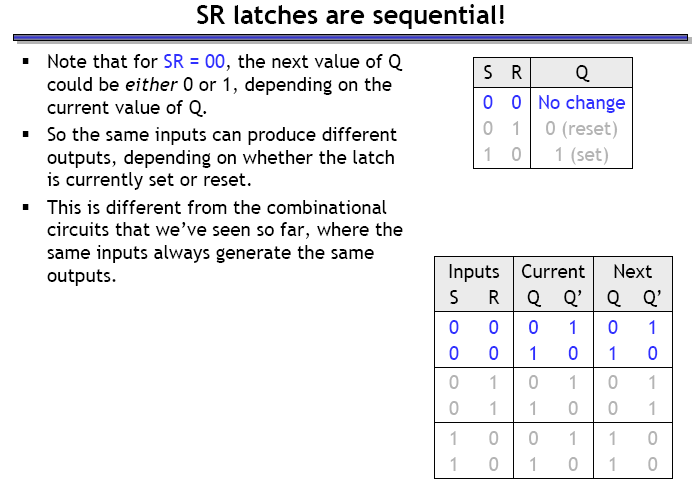 SR latches are sequential!
▪ Note that for SR = 00, the next value of Q
could be either 0 or 1, depending on the
current value of Q.
▪ So the same inputs can produce different
outputs, depending on whether the latch
is currently set or reset.
▪ This is different from the combinational
circuits that we’ve seen so far, where the
same inputs always generate the same
outputs.
S R Q
0 0 No change
0 1 0 (reset)
1 0 1 (set)
Inputs Current Next
S R Q Q’ Q Q’
0 0 0 1 0 1
0 0 1 0 1 0
0 1 0 1 0 1
0 1 1 0 0 1
1 0 0 1 1 0
1 0 1 0 1 0